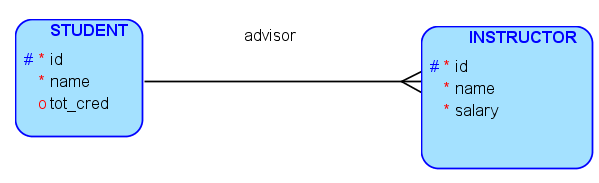 STUDENT
# * id
* name
o tot_cred
advisor
INSTRUCTOR
# * id
* name
* salary